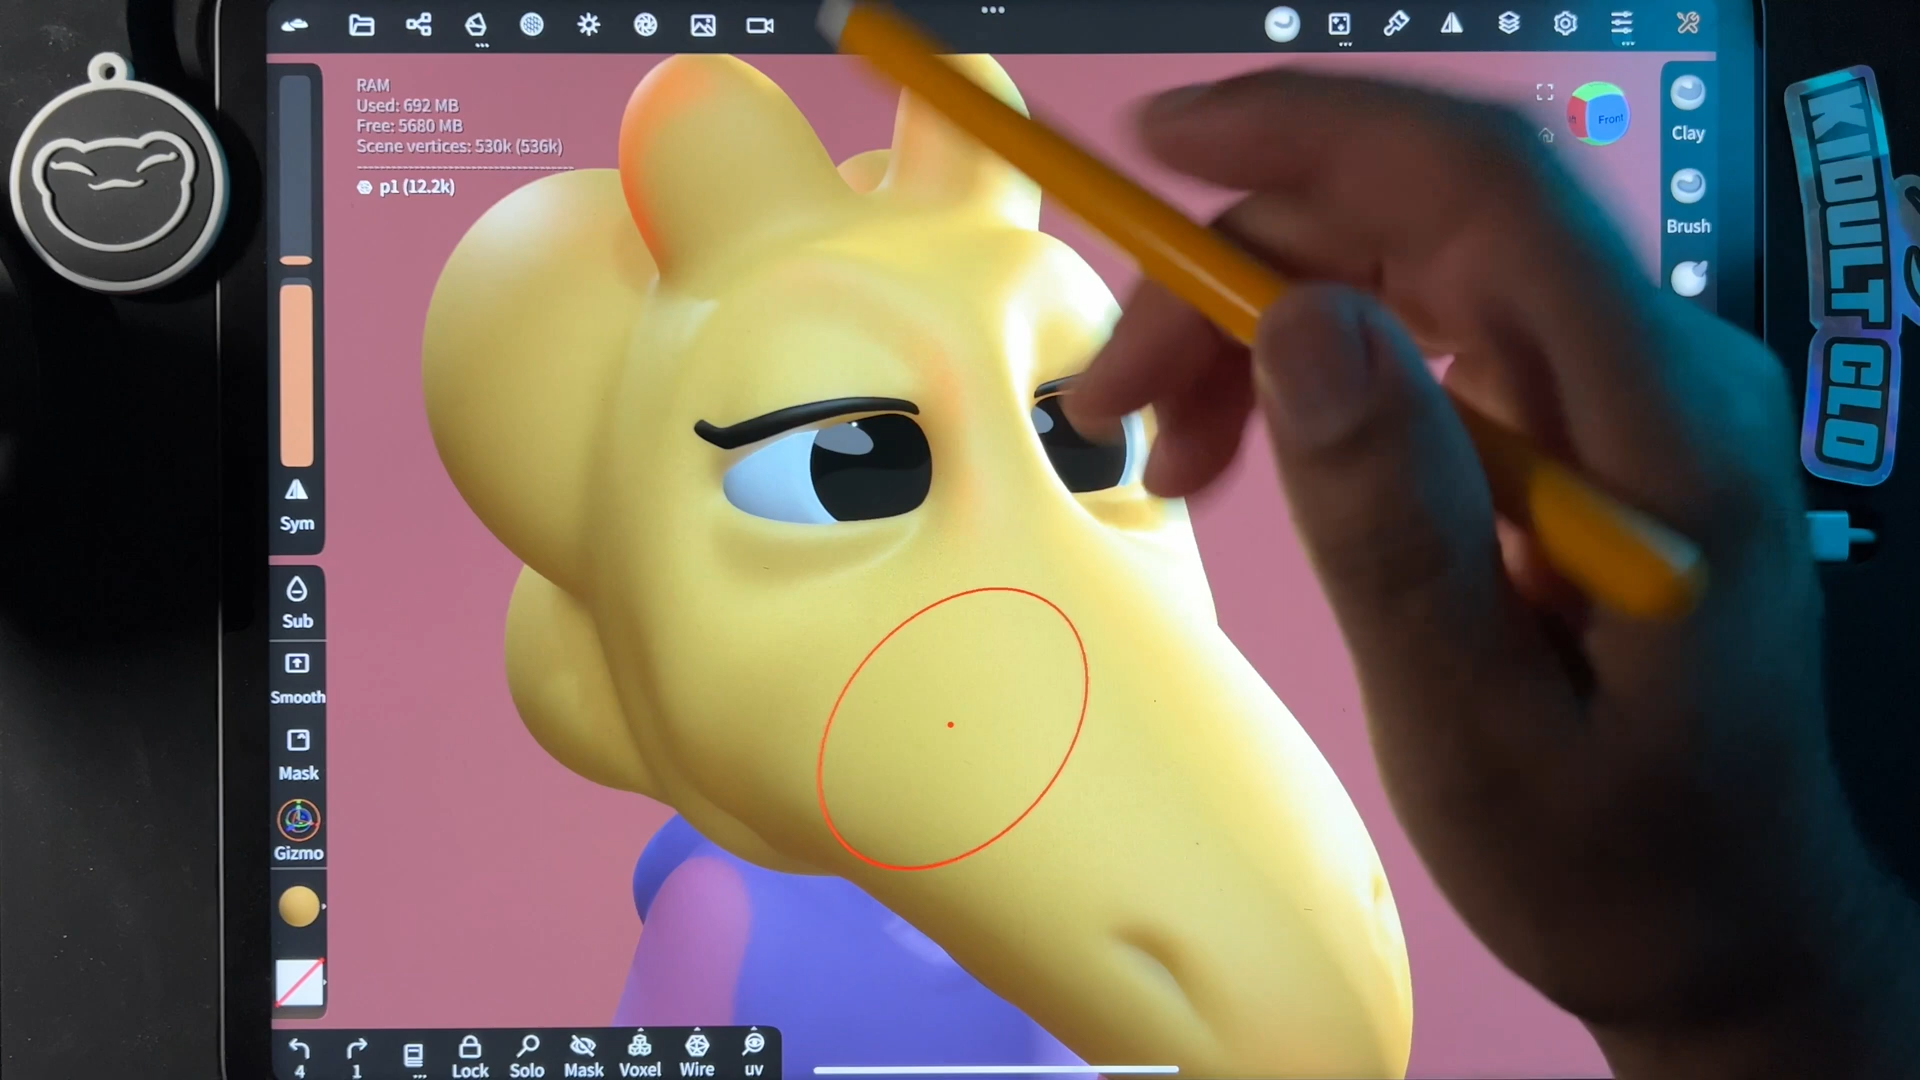 RAM
Used: 692 MB
Free: 5680 MB
Scene vertices: 530k (536k)
p1 (12.2k)
Front
Clay
Brush
Sym
Sub
Smooth
Mask
Gizmo
4
1
...
Lock
Solo
Mask
Voxel
Wire
uv
KIDULT
CLO